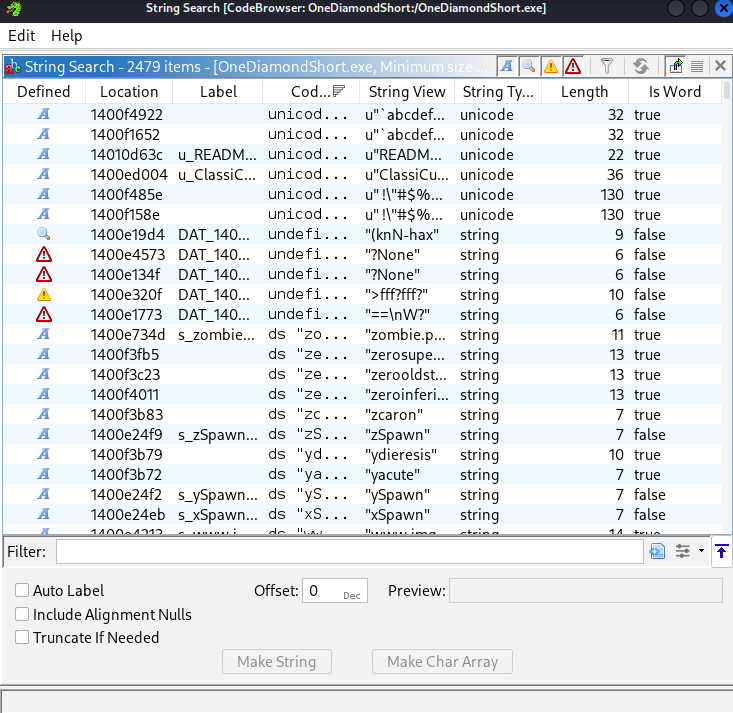 String Search [CodeBrowser: OneDiamondShort:/OneDiamondShort.exe]
Edit Help
String Search - 2479 items - [OneDiamondShort.exe, Minimum size ...
Defined Location Label Cod... String View String Ty... Length Is Word
A 1400f4922 unicod... u"`abcdef... unicode 32 true
A 1400f1652 unicod... u"`abcdef... unicode 32 true
A 14010d63c u_READM... unicod... u"READM... unicode 22 true
A 1400ed004 u_ClassiC... unicod... u"ClassiCu... unicode 36 true
A 1400f485e unicod... u" !\"#$%... unicode 130 true
A 1400f158e unicod... u" !\"#$%... unicode 130 true
1400e19d4 DAT_140... undefi... "(knN-hax" string 9 false
1400e4573 DAT_140... undefi... "?None" string 6 false
1400e134f DAT_140... undefi... "?None" string 6 false
1400e320f DAT_140... undefi... ">fff?fff?" string 10 false
1400e1773 DAT_140... undefi... "==\nW?" string 6 false
A 1400e734d s_zombie... ds "zo... "zombie.p... string 11 true
A 1400f3fb5 ds "ze... "zerosupe... string 13 true
A 1400f3c23 ds "ze... "zerooldst... string 13 true
A 1400f4011 ds "ze... "zeroinferi... string 13 true
A 1400f3b83 ds "zc... "zcaron" string 7 true
A 1400e24f9 s_zSpawn... ds "zS... "zSpawn" string 7 false
A 1400f3b79 ds "yd... "ydieresis" string 10 true
A 1400f3b72 ds "ya... "yacute" string 7 true
A 1400e24f2 s_ySpawn... ds "yS... "ySpawn" string 7 false
A 1400e24eb s_xSpawn... ds "xS... "xSpawn" string 7 false
Filter:
Auto Label Offset: 0 Dec Preview:
Include Alignment Nulls
Truncate If Needed
Make String Make Char Array